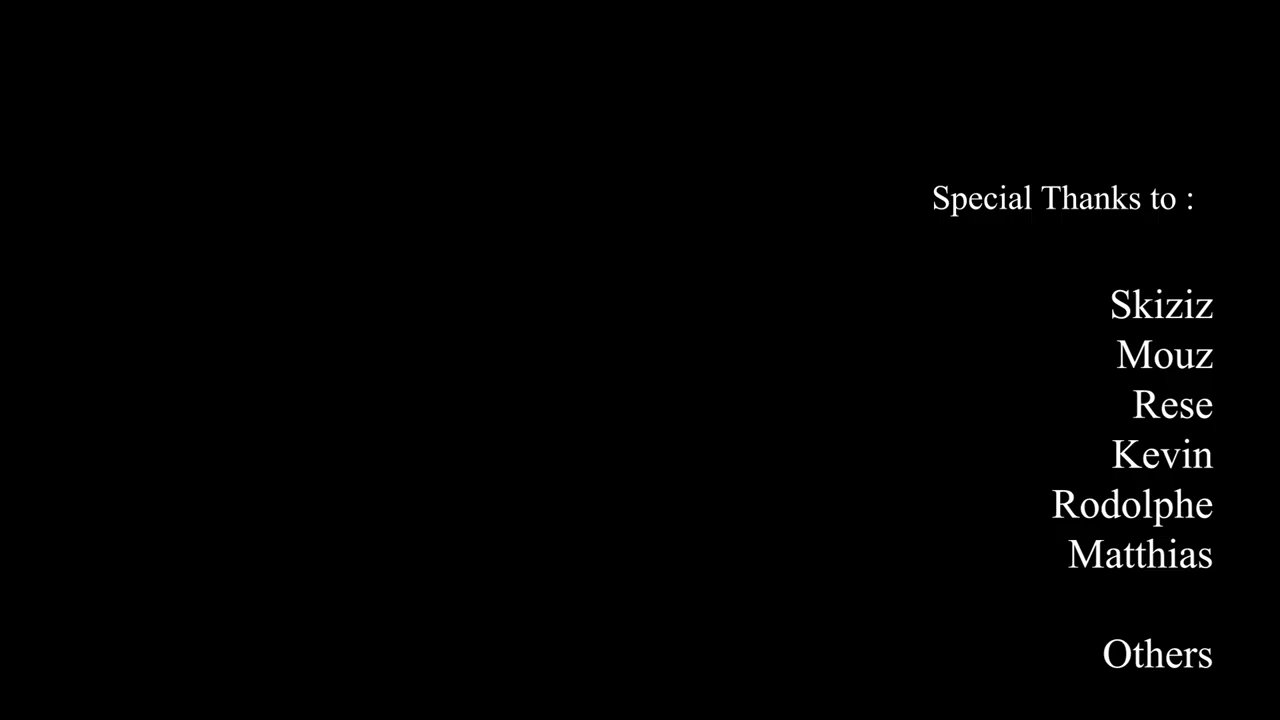 Special Thanks to :
Skiziz
Mouz
Rese
Kevin
Rodolphe
Matthias
Others